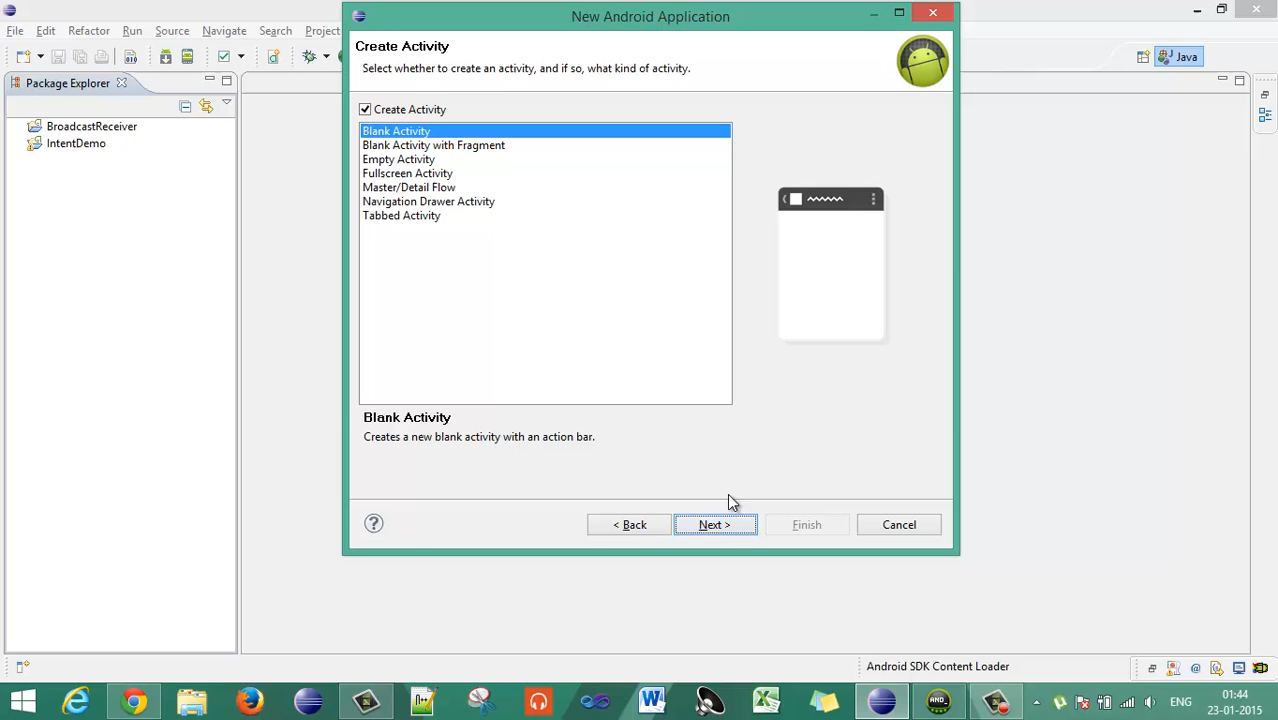 New Android Application
File Edit Refactor Run Source Navigate Search Project
Java
Package Explorer
BroadcastReceiver
IntentDemo
Create Activity
Select whether to create an activity, and if so, what kind of activity.
Create Activity
Blank Activity
Blank Activity with Fragment
Empty Activity
Fullscreen Activity
Master/Detail Flow
Navigation Drawer Activity
Tabbed Activity
Blank Activity
Creates a new blank activity with an action bar.
?
< Back Next > Finish Cancel
Android SDK Content Loader
ENG
01:44
23-01-2015